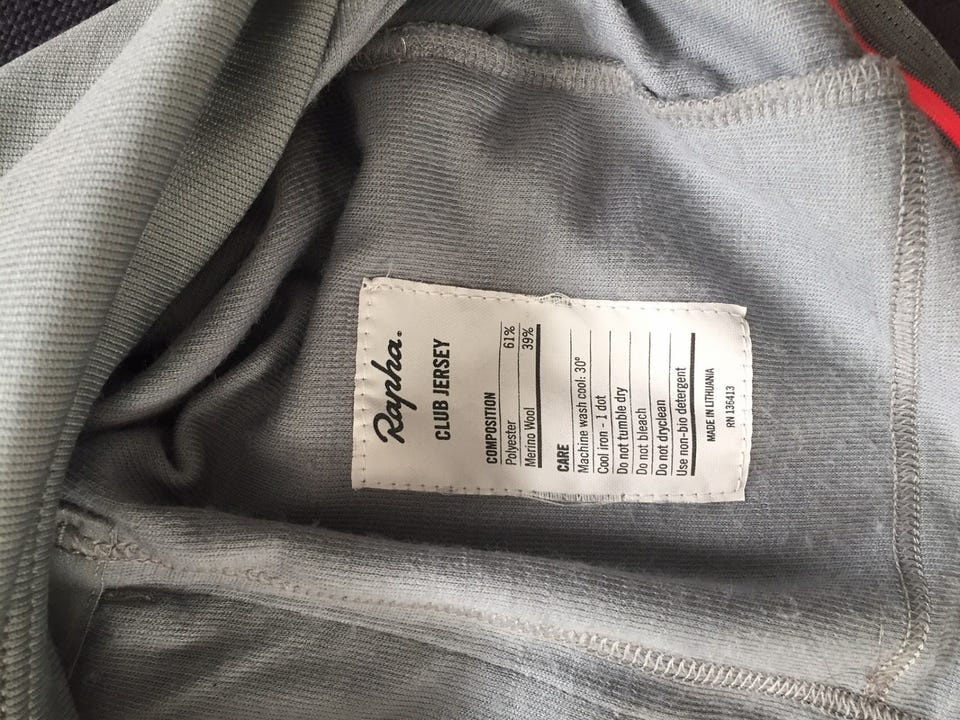 Rapha.
CLUB JERSEY
COMPOSITION
Polyester 61%
Merino Wool 39%
CARE
Machine wash cool: 30°
Cool iron - 1 dot
Do not tumble dry
Do not bleach
Do not dryclean
Use non-bio detergent
MADE IN LITHUANIA
RN 136413